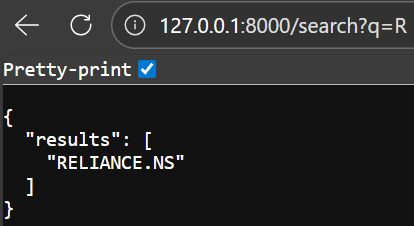 127.0.0.1:8000/search?q=R
Pretty-print
{
  "results": [
    "RELIANCE.NS"
  ]
}